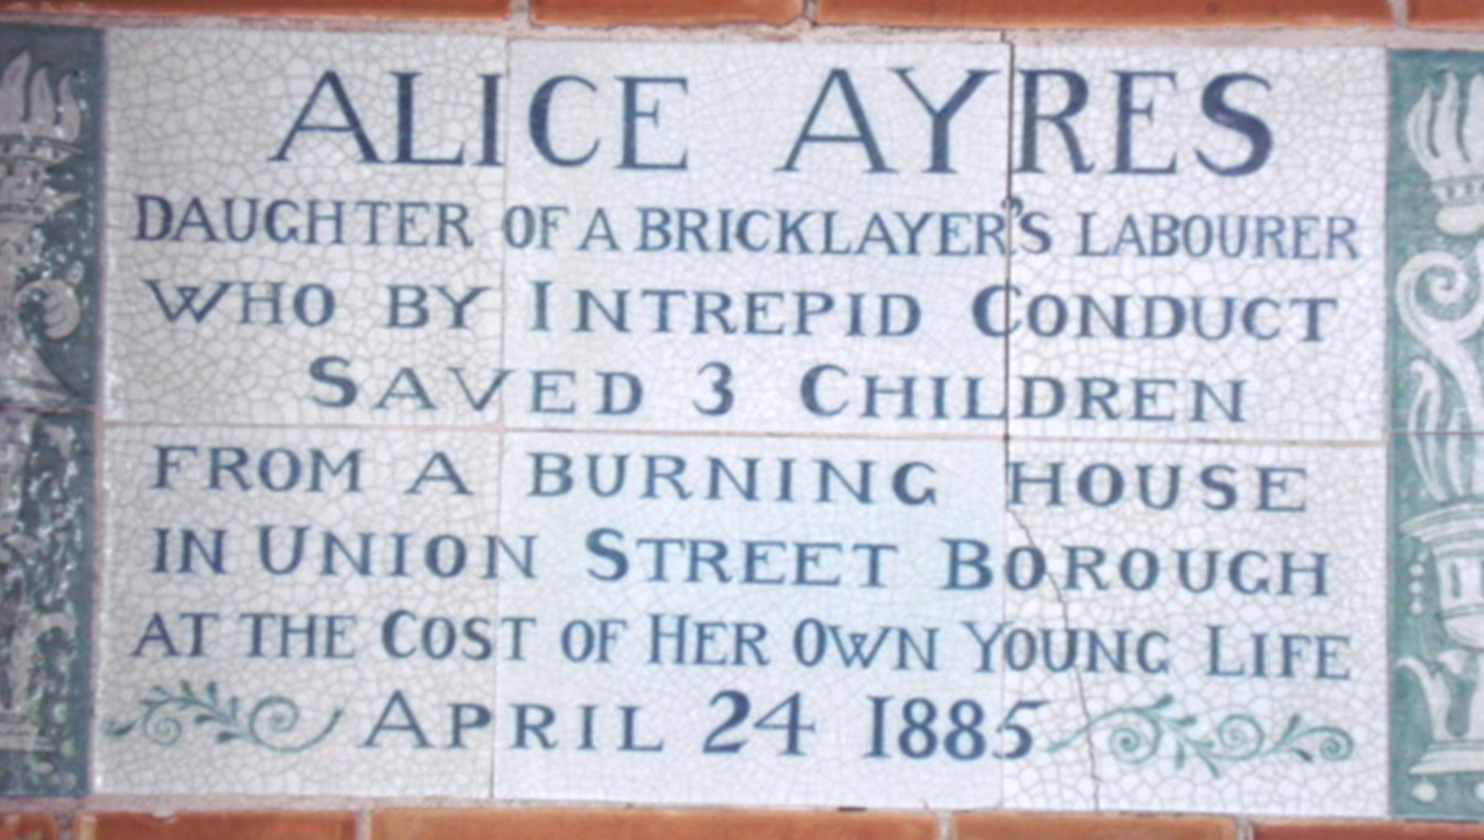 ALICE AYRES
DAUGHTER OF A BRICKLAYER'S LABOURER
WHO BY INTREPID CONDUCT
SAVED 3 CHILDREN
FROM A BURNING HOUSE
IN UNION STREET BOROUGH
AT THE COST OF HER OWN YOUNG LIFE
APRIL 24 1885